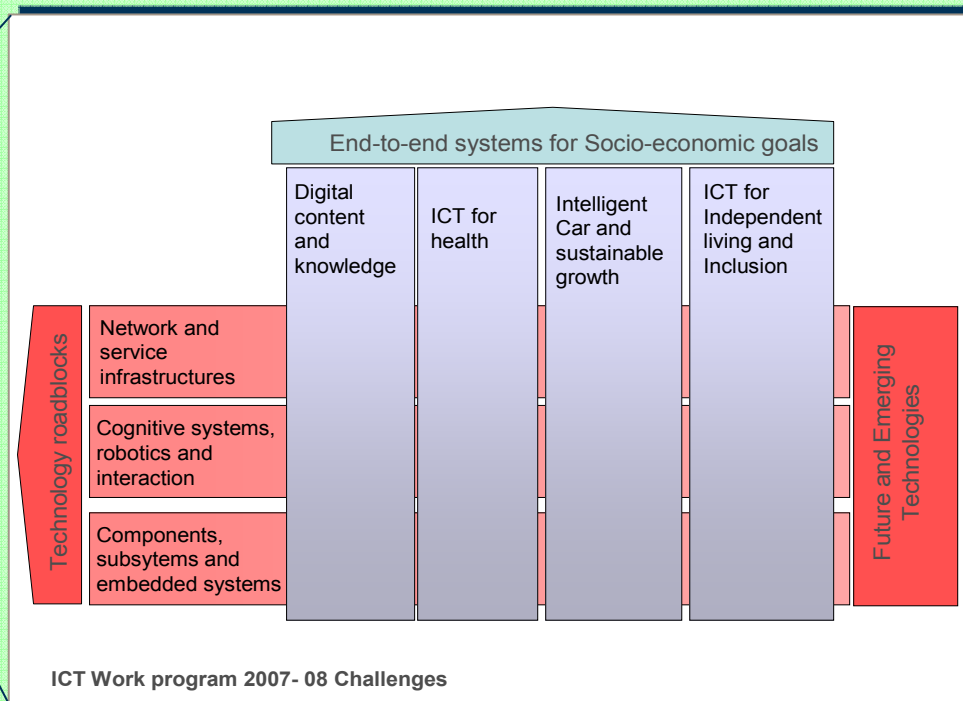 End-to-end systems for Socio-economic goals
Digital
content
and
knowledge
ICT for
health
Intelligent
Car and
sustainable
growth
ICT for
Independent
living and
Inclusion
Technology roadblocks
Network and
service
infrastructures
Cognitive systems,
robotics and
interaction
Components,
subsytems and
embedded systems
Future and Emerging
Technologies
ICT Work program 2007- 08 Challenges